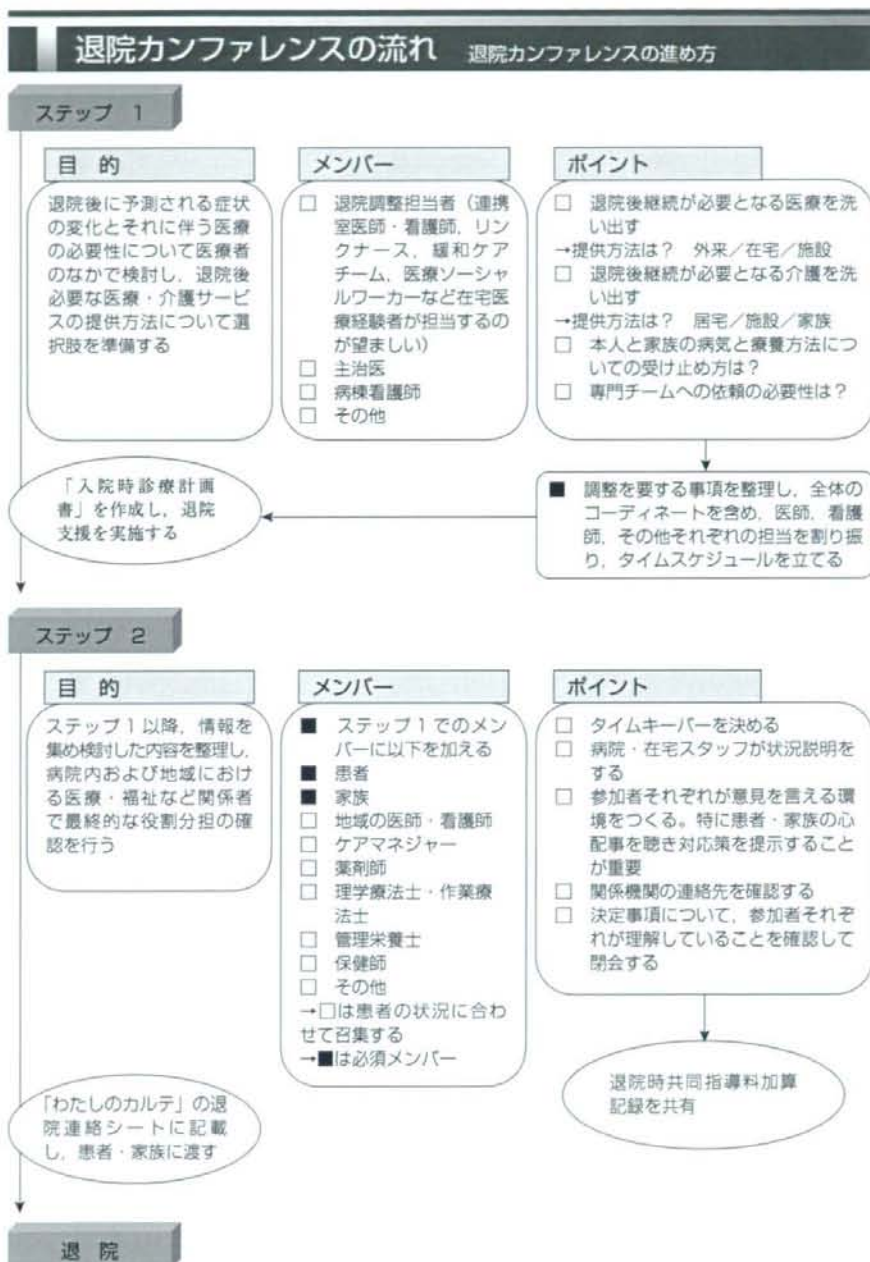 退院カンファレンスの流れ 退院カンファレンスの進め方
ステップ 1
目 的
退院後に予測される症状
の変化とそれに伴う医療
の必要性について医療者
のなかで検討し，退院後
必要な医療・介護サービ
スの提供方法について選
択肢を準備する
メンバー
□ 退院調整担当者（連携
室医師・看護師，リン
クナース，緩和ケア
チーム，医療ソーシャ
ルワーカーなど在宅医
療経験者が担当するの
が望ましい）
□ 主治医
□ 病棟看護師
□ その他
ポイント
□ 退院後継続が必要となる医療を洗
い出す
→提供方法は？ 外来／在宅／施設
□ 退院後継続が必要となる介護を洗
い出す
→提供方法は？ 居宅／施設／家族
□ 本人と家族の病気と療養方法につ
いての受け止め方は？
□ 専門チームへの依頼の必要性は？
■ 調整を要する事項を整理し，全体の
コーディネートを含め，医師，看護
師，その他それぞれの担当を割り振
り，タイムスケジュールを立てる
「入院時診療計画
書」を作成し，退院
支援を実施する
ステップ 2
目 的
ステップ1以降，情報を
集め検討した内容を整理し，
病院内および地域におけ
る医療・福祉など関係者
で最終的な役割分担の確
認を行う
メンバー
■ ステップ1でのメン
バーに以下を加える
■ 患者
■ 家族
□ 地域の医師・看護師
□ ケアマネジャー
□ 薬剤師
□ 理学療法士・作業療
法士
□ 管理栄養士
□ 保健師
□ その他
→□は患者の状況に合わ
せて召集する
→■は必須メンバー
ポイント
□ タイムキーパーを決める
□ 病院・在宅スタッフが状況説明を
する
□ 参加者それぞれが意見を言える環
境をつくる。特に患者・家族の心
配事を聴き対応策を提示すること
が重要
□ 関係機関の連絡先を確認する
□ 決定事項について，参加者それぞ
れが理解していることを確認して
閉会する
退院時共同指導料加算
記録を共有
「わたしのカルテ」の退
院連絡シートに記載
し，患者・家族に渡す
退 院